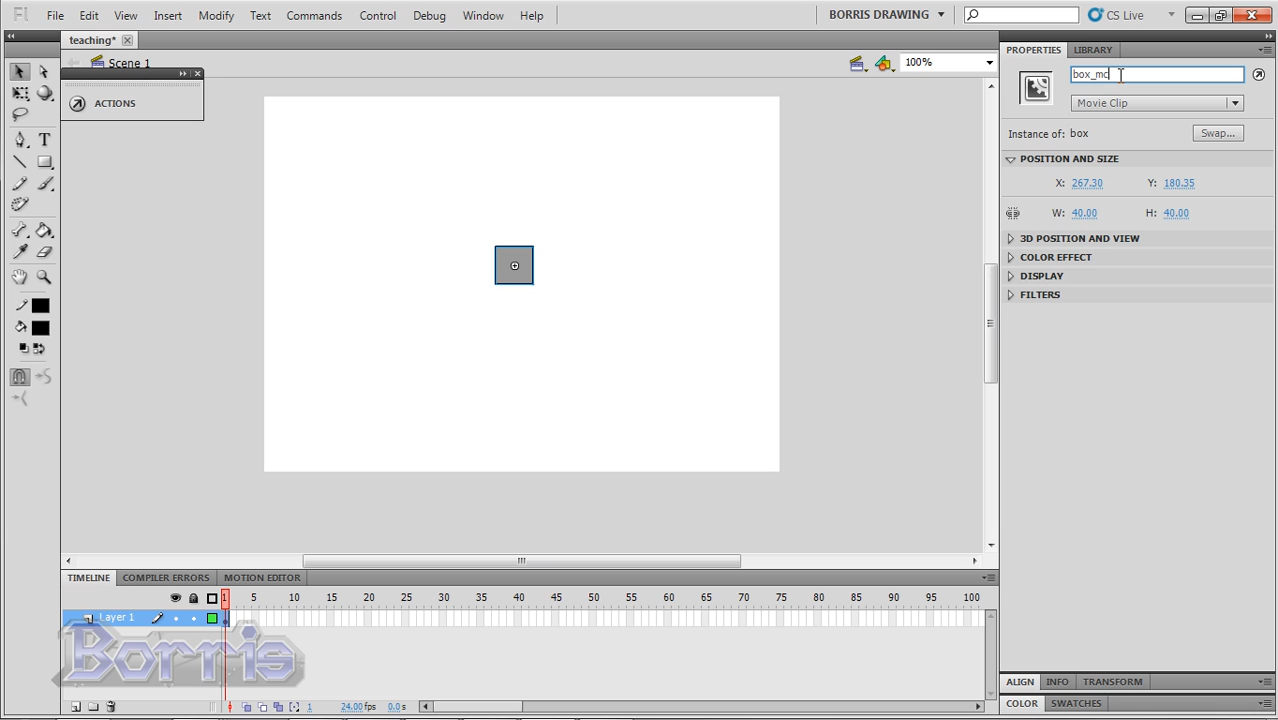 Fl File Edit View Insert Modify Text Commands Control Debug Window Help BORRIS DRAWING CS Live
teaching*
Scene 1 100%
ACTIONS
PROPERTIES LIBRARY
box_mc
Movie Clip
Instance of: box Swap...
POSITION AND SIZE
X: 267.30 Y: 180.35
W: 40.00 H: 40.00
3D POSITION AND VIEW
COLOR EFFECT
DISPLAY
FILTERS
TIMELINE COMPILER ERRORS MOTION EDITOR
1 5 10 15 20 25 30 35 40 45 50 55 60 65 70 75 80 85 90 95 100
Layer 1
Borris
1 24.00 fps 0.0 s
ALIGN INFO TRANSFORM
COLOR SWATCHES